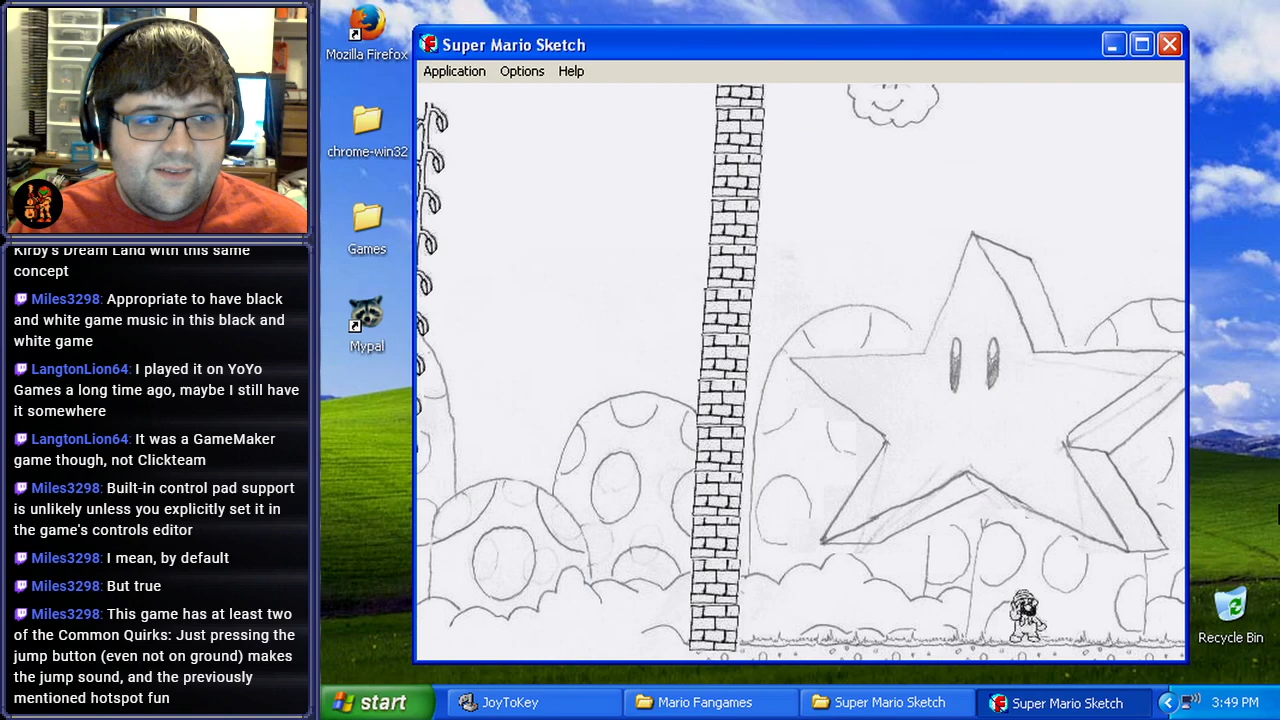 Kirby's Dream Land with this same
concept
Miles3298: Appropriate to have black
and white game music in this black and
white game
LangtonLion64: I played it on YoYo
Games a long time ago, maybe I still have
it somewhere
LangtonLion64: It was a GameMaker
game though, not Clickteam
Miles3298: Built-in control pad support
is unlikely unless you explicitly set it in
the game's controls editor
Miles3298: I mean, by default
Miles3298: But true
Miles3298: This game has at least two
of the Common Quirks: Just pressing the
jump button (even not on ground) makes
the jump sound, and the previously
mentioned hotspot fun
Mozilla Firefox
chrome-win32
Games
Mypal
Super Mario Sketch
Application Options Help
Recycle Bin
start
JoyToKey
Mario Fangames
Super Mario Sketch
Super Mario Sketch
3:49 PM